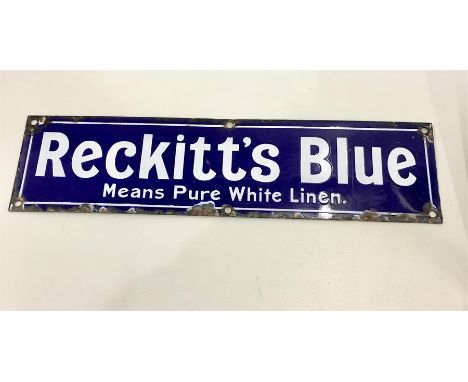 Reckitt's Blue
Means Pure White Linen.